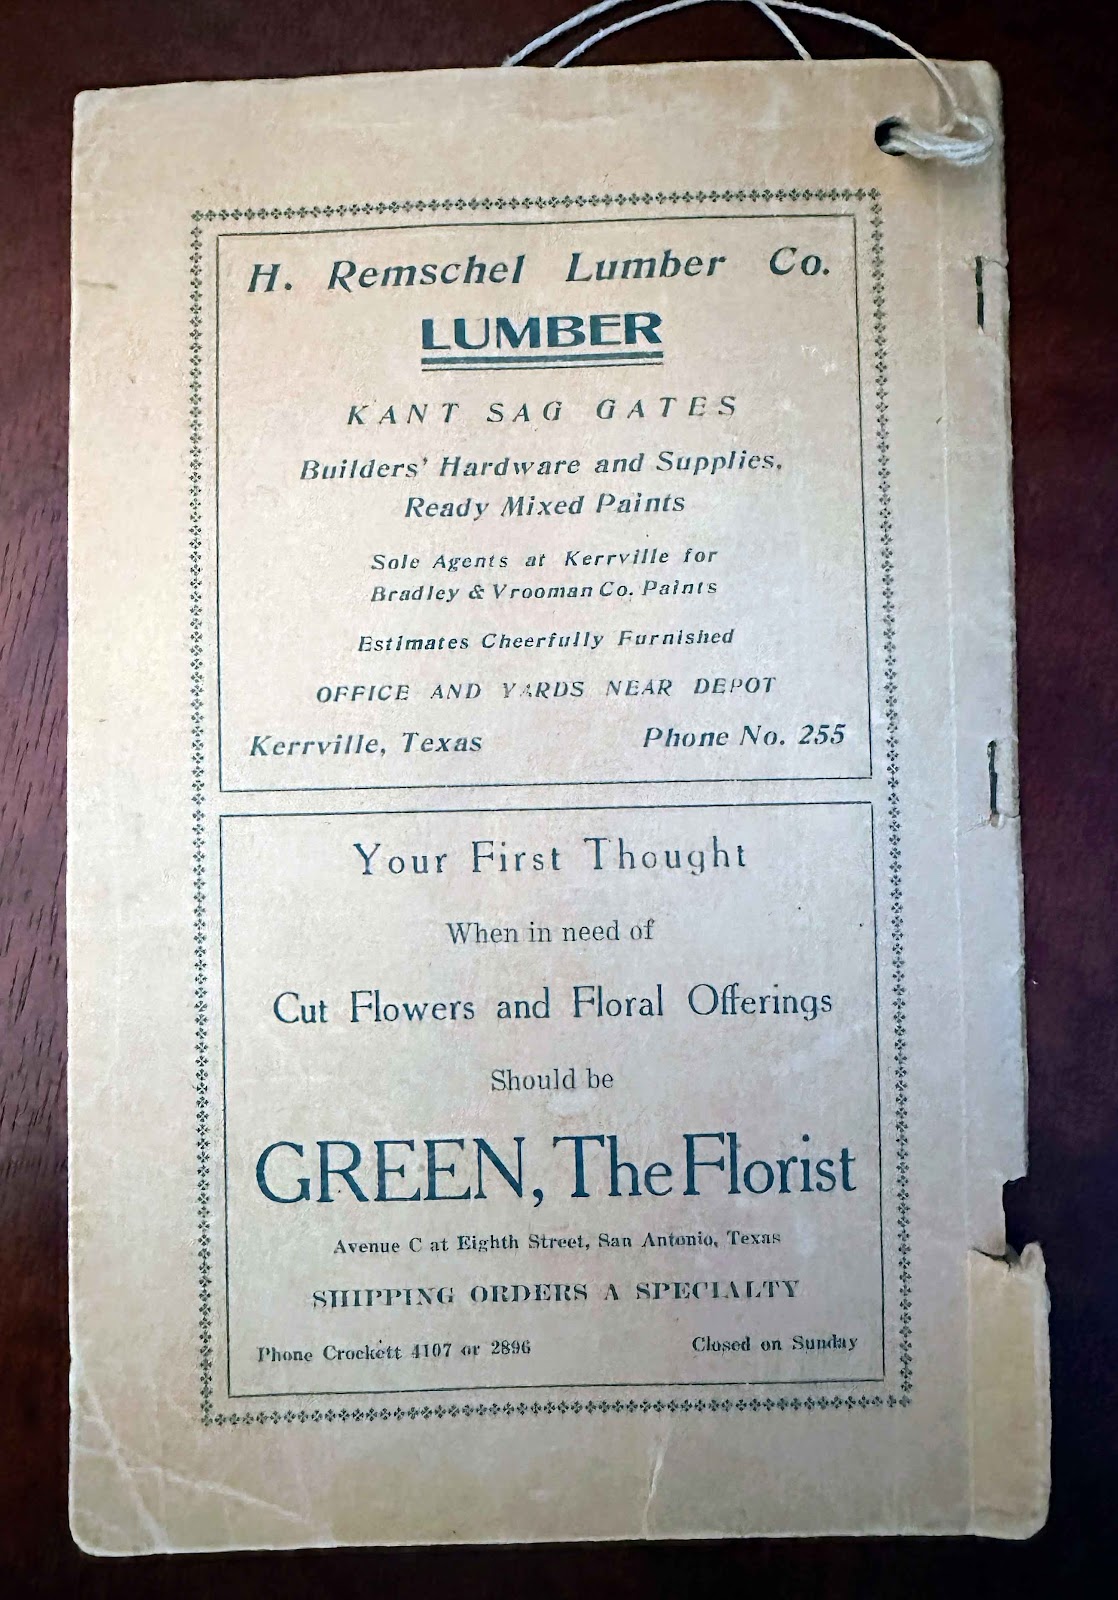 H. Remschel Lumber Co.
LUMBER
KANT SAG GATES
Builders' Hardware and Supplies,
Ready Mixed Paints
Sole Agents at Kerrville for
Bradley & Vrooman Co. Paints
Estimates Cheerfully Furnished
OFFICE AND YARDS NEAR DEPOT
Kerrville, Texas Phone No. 255
Your First Thought
When in need of
Cut Flowers and Floral Offerings
Should be
GREEN, The Florist
Avenue C at Eighth Street, San Antonio, Texas
SHIPPING ORDERS A SPECIALTY
Phone Crockett 4107 or 2896 Closed on Sunday